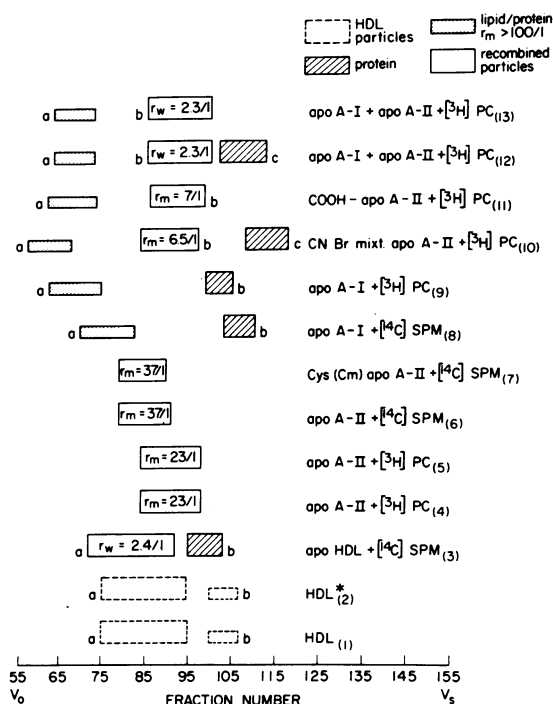 HDL particles
lipid/protein rm >100/1
protein
recombined particles
a b rw = 2.3/1 apo A-I + apo A-II + [3H] PC(13)
a b rw = 2.3/1 c apo A-I + apo A-II + [3H] PC(12)
a rm = 7/1 b COOH - apo A-II + [3H] PC(11)
a rm = 6.5/1 b c CN Br mixt. apo A-II + [3H] PC(10)
a b apo A-I + [3H] PC(9)
a b apo A-I + [14C] SPM(8)
rm = 37/1 Cys (Cm) apo A-II + [14C] SPM(7)
rm = 37/1 apo A-II + [14C] SPM(6)
rm = 23/1 apo A-II + [3H] PC(5)
rm = 23/1 apo A-II + [3H] PC(4)
a rw = 2.4/1 b apo HDL + [14C] SPM(3)
a b HDL*(2)
a b HDL(1)
55 65 75 85 95 105 115 125 135 145 155
Vo FRACTION NUMBER Vs